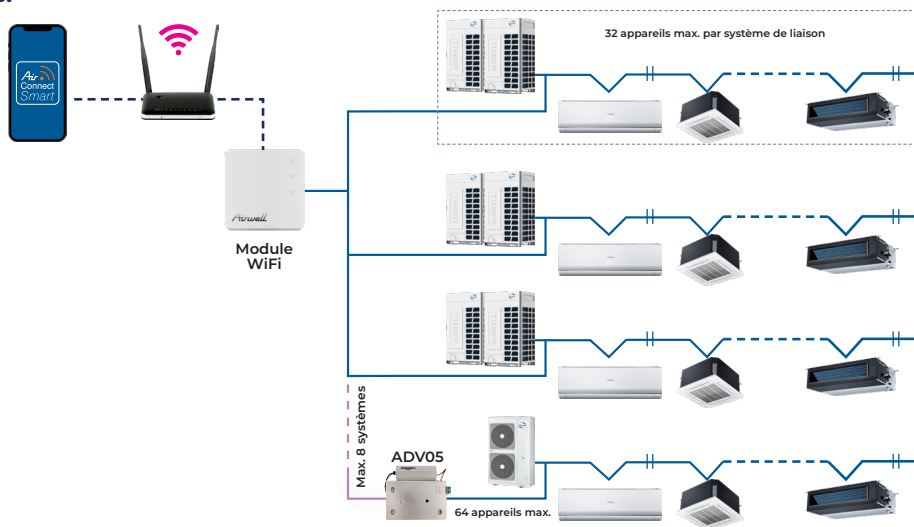 32 appareils max. par système de liaison
Air
Connect
Smart
Airwell
Module
WiFi
Max. 8 systèmes
ADV05
64 appareils max.